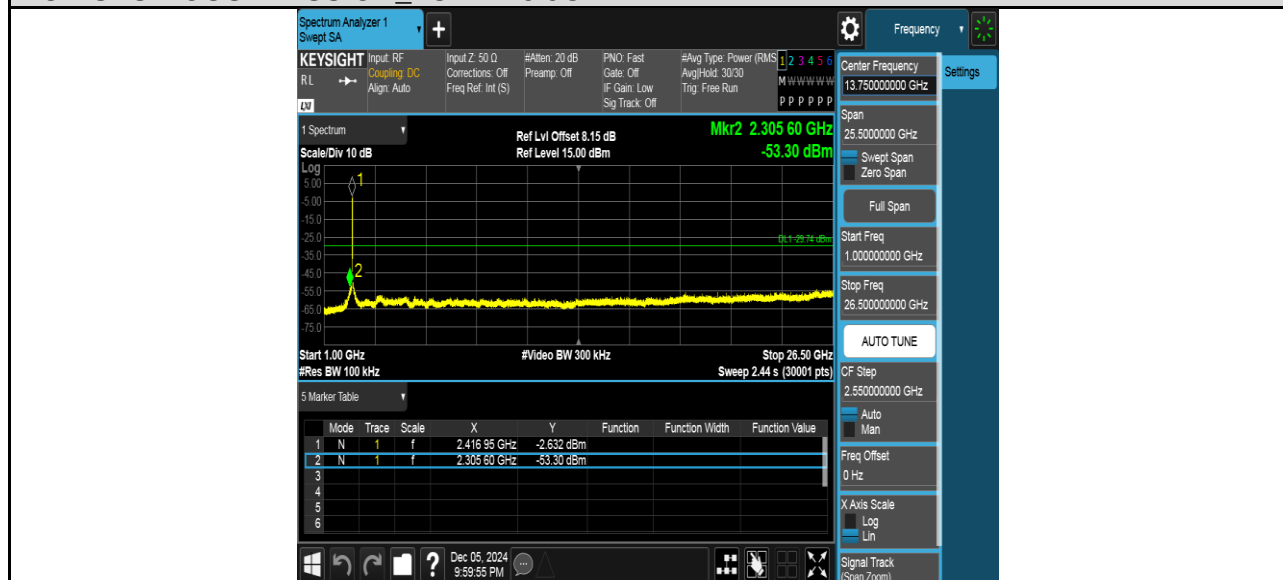 Spectrum Analyzer 1
Swept SA
+
Frequency
KEYSIGHT
RL
LXI
Input: RF
Coupling: DC
Align: Auto
Input Z: 50 Ω
Corrections: Off
Freq Ref: Int (S)
#Atten: 20 dB
Preamp: Off
PNO: Fast
Gate: Off
IF Gain: Low
Sig Track: Off
#Avg Type: Power (RMS
Avg|Hold: 30/30
Trig: Free Run
1 2 3 4 5 6
M W W W W W
P P P P P P
1 Spectrum
Scale/Div 10 dB
Ref Lvl Offset 8.15 dB
Ref Level 15.00 dBm
Mkr2 2.305 60 GHz
-53.30 dBm
Log
5.00
-5.00
-15.0
-25.0
-35.0
-45.0
-55.0
-65.0
-75.0
1
2
DL1 -29.74 dBm
Start 1.00 GHz
#Res BW 100 kHz
#Video BW 300 kHz
Stop 26.50 GHz
Sweep 2.44 s (30001 pts)
5 Marker Table
Mode Trace Scale X Y Function Function Width Function Value
1 N 1 f 2.416 95 GHz -2.632 dBm
2 N 1 f 2.305 60 GHz -53.30 dBm
3
4
5
6
?
Dec 05, 2024
9:59:55 PM
Center Frequency
13.750000000 GHz
Settings
Span
25.5000000 GHz
Swept Span
Zero Span
Full Span
Start Freq
1.000000000 GHz
Stop Freq
26.500000000 GHz
AUTO TUNE
CF Step
2.550000000 GHz
Auto
Man
Freq Offset
0 Hz
X Axis Scale
Log
Lin
Signal Track
(Span Zoom)